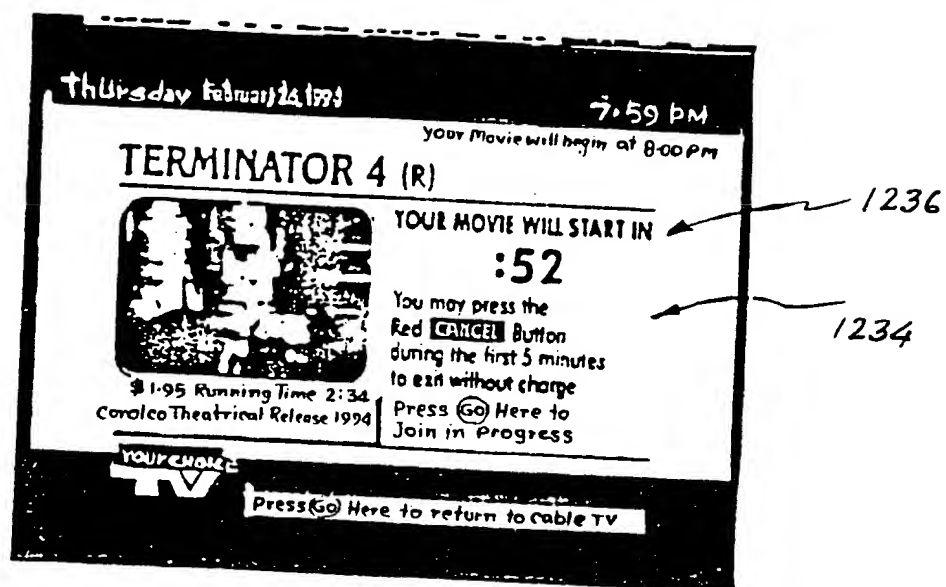 Thursday February 24, 1994
7:59 PM
Your Movie will begin at 8:00 PM
TERMINATOR 4 (R)
YOUR MOVIE WILL START IN
:52
You may press the
Red CANCEL Button
during the first 5 minutes
to exit without charge
$1.95 Running Time 2:34
Carolco Theatrical Release 1994
Press GO Here to
Join in Progress
YOUR CHOICE
TV
Press GO Here to return to cable TV
1236
1234